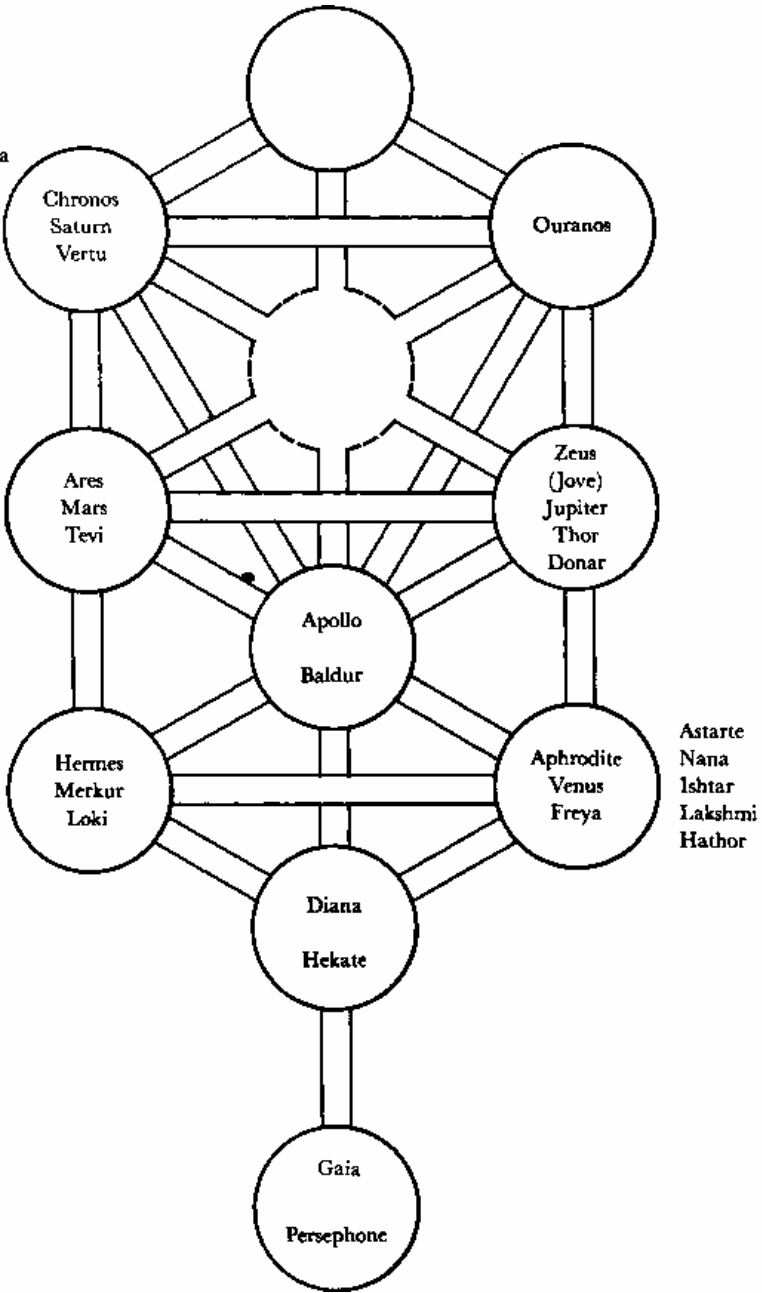 a
Chronos
Saturn
Vertu
Ouranos
Ares
Mars
Tevi
Zeus
(Jove)
Jupiter
Thor
Donar
Apollo
Baldur
Hermes
Merkur
Loki
Aphrodite
Venus
Freya
Astarte
Nana
Ishtar
Lakshmi
Hathor
Diana
Hekate
Gaia
Persephone